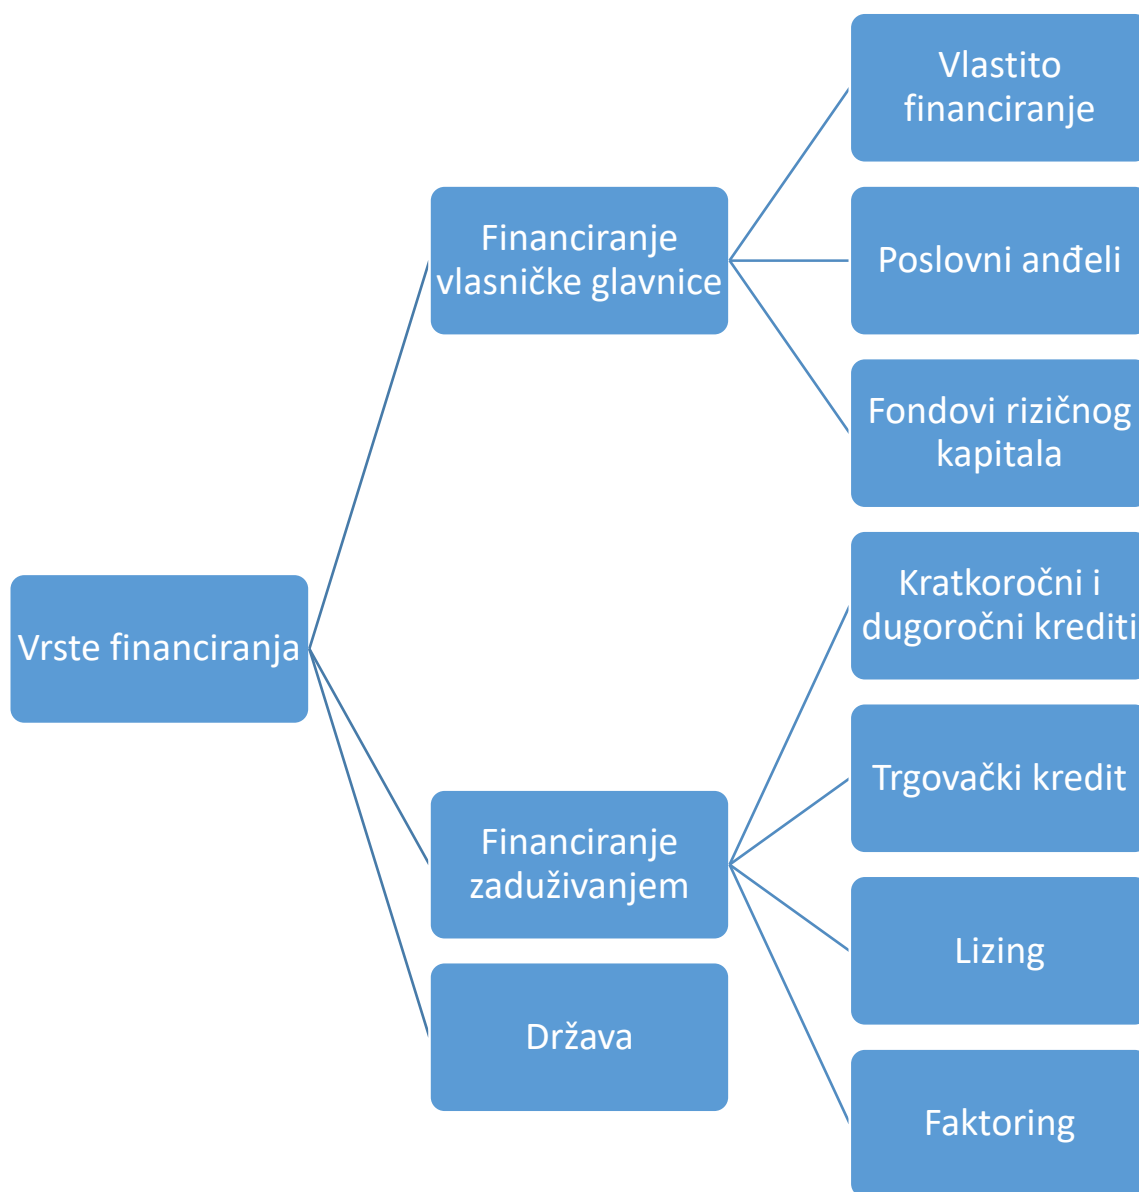 Vrste financiranja
Financiranje
vlasničke glavnice
Vlastito
financiranje
Poslovni anđeli
Fondovi rizičnog
kapitala
Financiranje
zaduživanjem
Kratkoročni i
dugoročni krediti
Trgovački kredit
Lizing
Faktoring
Država